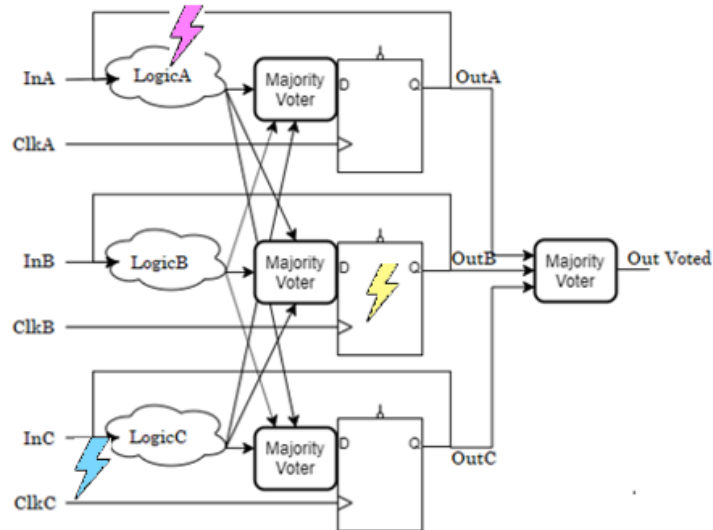 InA
LogicA
Majority
Voter
D
Q
OutA
ClkA
InB
LogicB
Majority
Voter
D
Q
OutB
Majority
Voter
Out Voted
ClkB
InC
LogicC
Majority
Voter
D
Q
OutC
ClkC